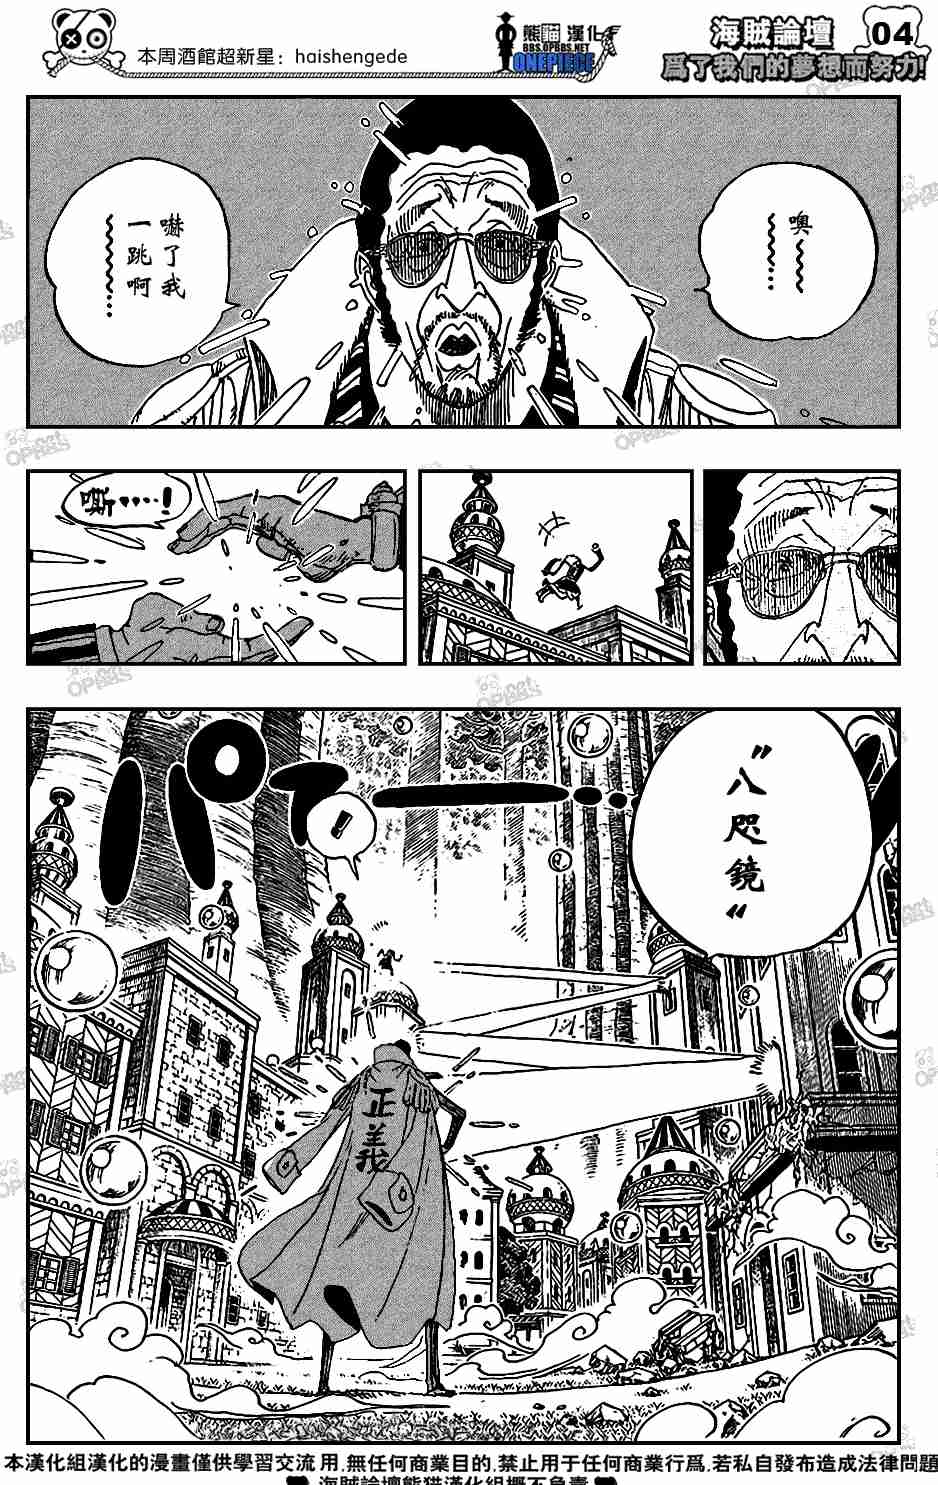 本周酒館超新星：haishengede
熊貓 漢化
BBS.OPBBS.NET
ONEPIECE
海賊論壇
04
爲了我們的夢想而努力!
噢~~
~~~…
嚇了我
一跳啊
~~~~~…
嘶····!
〝八咫鏡〟
!
パァーー
正義
本漢化組漢化的漫畫僅供學習交流 用,無任何商業目的,禁止用于任何商業行爲,若私自發布造成法律問題
海賊論壇熊猫漢化組概不負責